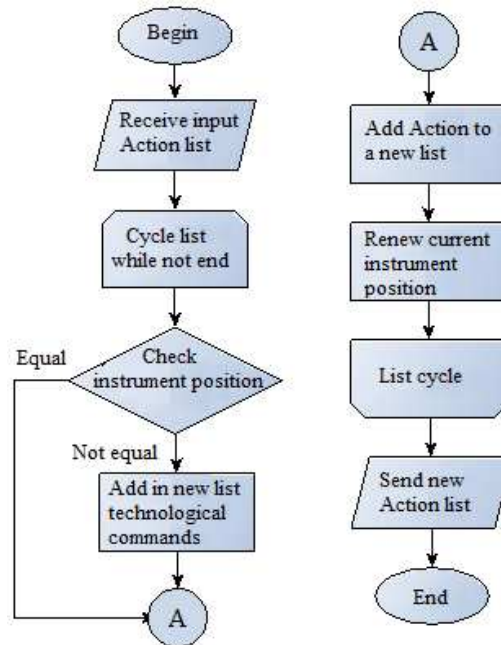 Begin
Receive input
Action list
Cycle list
while not end
Equal
Check
instrument position
Not equal
Add in new list
technological
commands
A
A
Add Action to
a new list
Renew current
instrument
position
List cycle
Send new
Action list
End